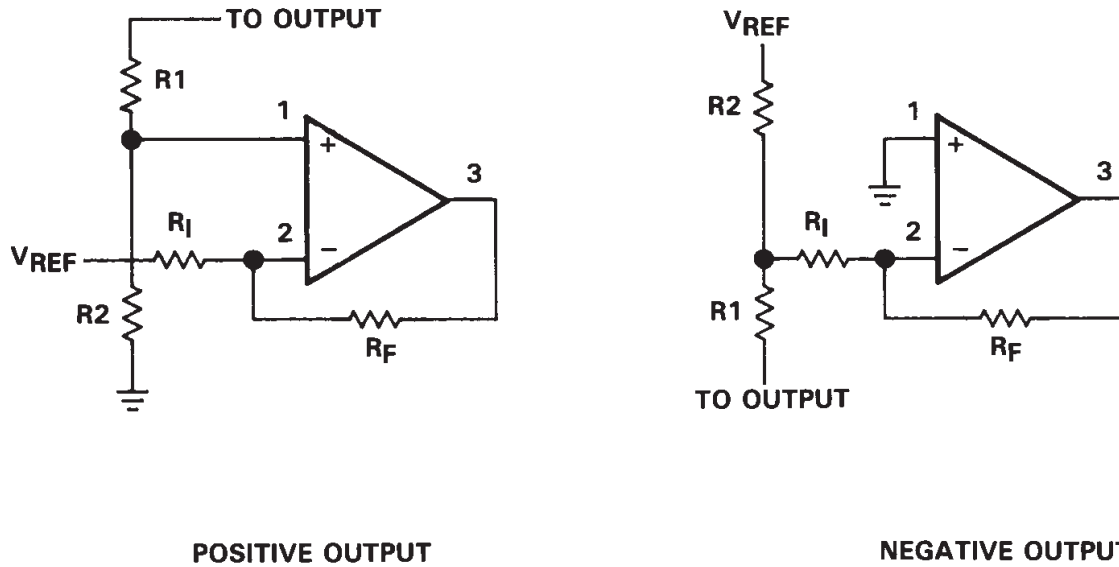 TO OUTPUT
R1
1
+
3
RI
2
−
VREF
R2
RF
POSITIVE OUTPUT
VREF
R2
1
+
3
RI
2
−
R1
RF
TO OUTPUT
NEGATIVE OUTPUT